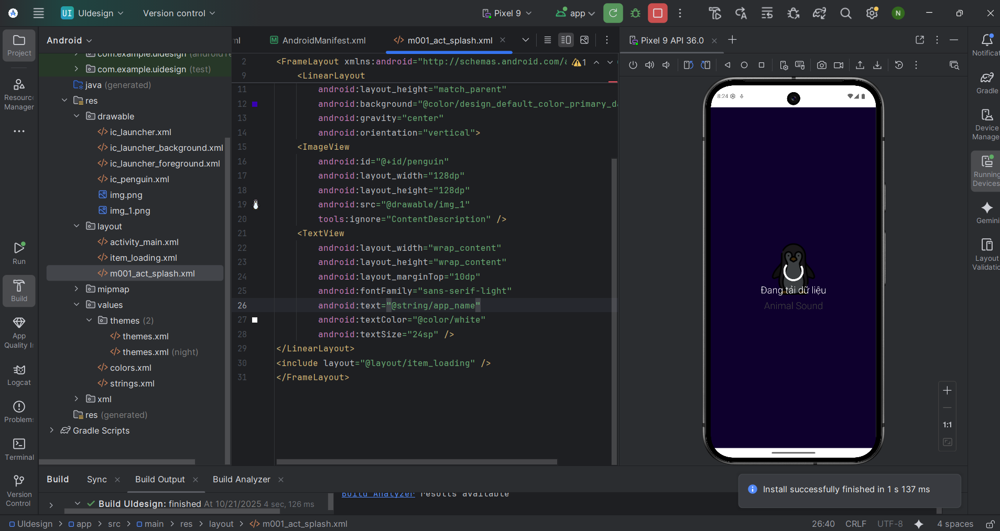 UI UIdesign
Version control
Pixel 9
app
N
Android
AndroidManifest.xml
m001_act_splash.xml
Pixel 9 API 36.0
Project
Resourc
Manager
Run
Build
App
Quality I
Logcat
Problem
Terminal
Version
Control
com.example.uidesign
com.example.uidesign (test)
java (generated)
res
drawable
ic_launcher.xml
ic_launcher_background.xml
ic_launcher_foreground.xml
ic_penguin.xml
img.png
img_1.png
layout
activity_main.xml
item_loading.xml
m001_act_splash.xml
mipmap
values
themes (2)
themes.xml
themes.xml (night)
colors.xml
strings.xml
xml
res (generated)
Gradle Scripts
2 <FrameLayout xmlns:android="http://schemas.android.com/a 1
9 <LinearLayout
11 android:layout_height="match_parent"
12 android:background="@color/design_default_color_primary_da
13 android:gravity="center"
14 android:orientation="vertical">
15 <ImageView
16 android:id="@+id/penguin"
17 android:layout_width="128dp"
18 android:layout_height="128dp"
19 android:src="@drawable/img_1"
20 tools:ignore="ContentDescription" />
21 <TextView
22 android:layout_width="wrap_content"
23 android:layout_height="wrap_content"
24 android:layout_marginTop="10dp"
25 android:fontFamily="sans-serif-light"
26 android:text="@string/app_name"
27 android:textColor="@color/white"
28 android:textSize="24sp" />
29 </LinearLayout>
30 <include layout="@layout/item_loading" />
31 </FrameLayout>
8:24
Đang tải dữ liệu
Animal Sound
1:1
Notificat
Gradle
Device
Manage
Running
Devices
Gemini
Layout
Validatio
Build
Sync
Build Output
Build Analyzer
Build UIdesign: finished At 10/21/2025 4 sec, 126 ms
Build Analyzer results available
Install successfully finished in 1 s 137 ms
UIdesign
app
src
main
res
layout
m001_act_splash.xml
26:40
CRLF
UTF-8
4 spaces